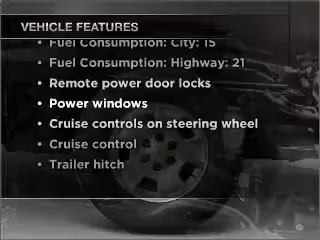 VEHICLE FEATURES
• Fuel Consumption: City: 15
• Fuel Consumption: Highway: 21
• Remote power door locks
• Power windows
• Cruise controls on steering wheel
• Cruise control
• Trailer hitch